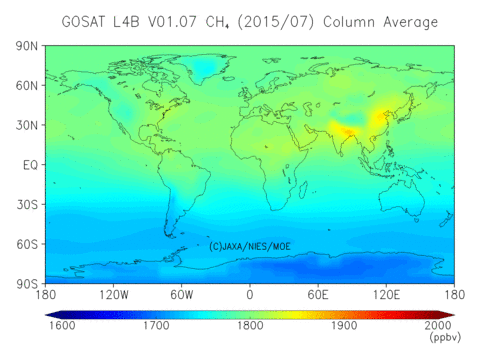 GOSAT L4B V01.07 CH₄ (2015/07) Column Average
90N
60N
30N
EQ
30S
60S
90S
(C)JAXA/NIES/MOE
180 120W 60W 0 60E 120E 180
1600 1700 1800 1900 2000
(ppbv)